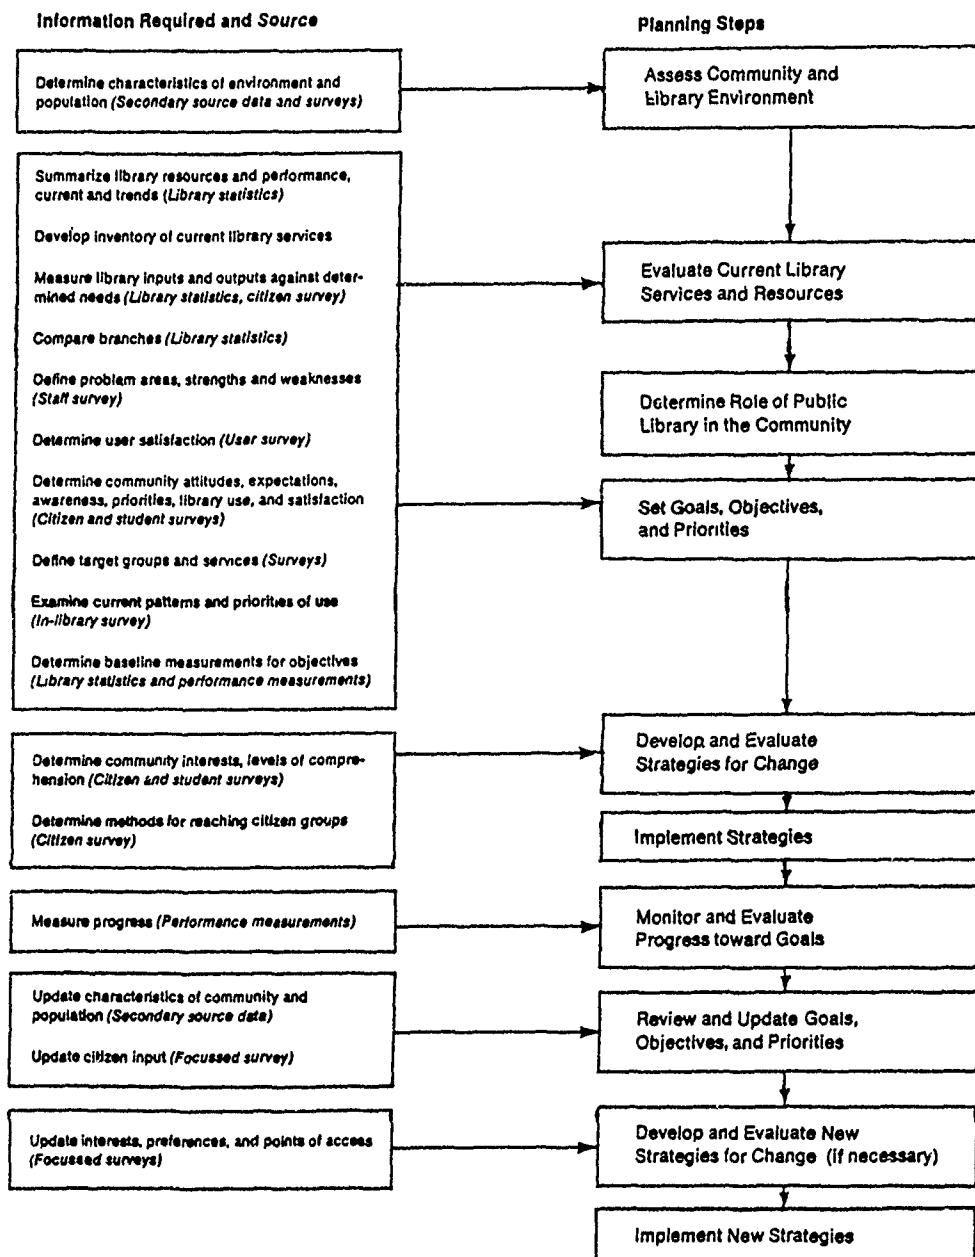 Information Required and Source
Determine characteristics of environment and
population (Secondary source data and surveys)
Summarize library resources and performance,
current and trends (Library statistics)
Develop inventory of current library services
Measure library inputs and outputs against deter-
mined needs (Library statistics, citizen survey)
Compare branches (Library statistics)
Define problem areas, strengths and weaknesses
(Staff survey)
Determine user satisfaction (User survey)
Determine community attitudes, expectations,
awareness, priorities, library use, and satisfaction
(Citizen and student surveys)
Define target groups and services (Surveys)
Examine current patterns and priorities of use
(In-library survey)
Determine baseline measurements for objectives
(Library statistics and performance measurements)
Determine community interests, levels of compre-
hension (Citizen and student surveys)
Determine methods for reaching citizen groups
(Citizen survey)
Measure progress (Performance measurements)
Update characteristics of community and
population (Secondary source data)
Update citizen input (Focussed survey)
Update interests, preferences, and points of access
(Focussed surveys)
Planning Steps
Assess Community and
Library Environment
Evaluate Current Library
Services and Resources
Determine Role of Public
Library in the Community
Set Goals, Objectives,
and Priorities
Develop and Evaluate
Strategies for Change
Implement Strategies
Monitor and Evaluate
Progress toward Goals
Review and Update Goals,
Objectives, and Priorities
Develop and Evaluate New
Strategies for Change (if necessary)
Implement New Strategies